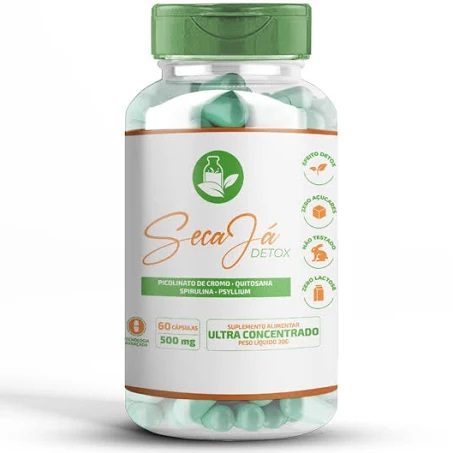 SecaJá
DETOX
PICOLINATO DE CROMO • QUITOSANA
SPIRULINA • PSYLLIUM
60 CÁPSULAS
500 mg
SUPLEMENTO ALIMENTAR
ULTRA CONCENTRADO
PESO LÍQUIDO 30G
EFEITO DETOX
ZERO AÇÚCARES
NÃO TESTADO
ZERO LACTOSE